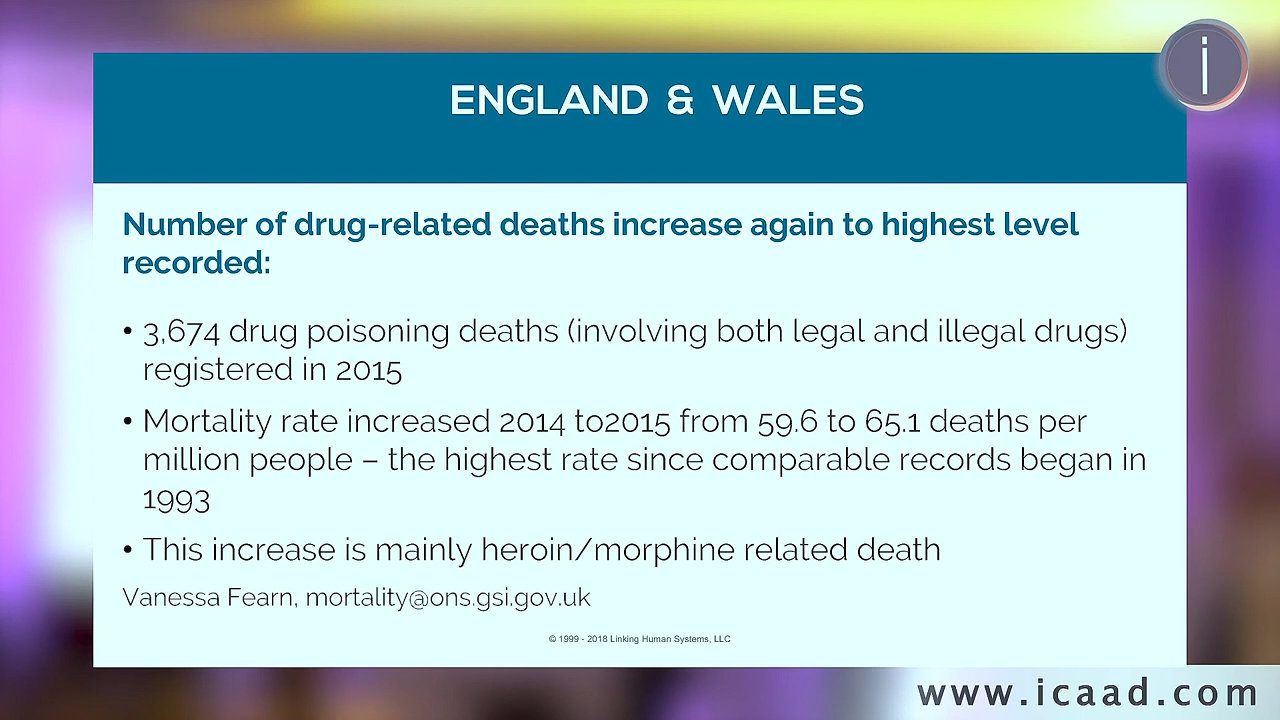 i
ENGLAND & WALES
Number of drug-related deaths increase again to highest level
recorded:
• 3,674 drug poisoning deaths (involving both legal and illegal drugs)
registered in 2015
• Mortality rate increased 2014 to2015 from 59.6 to 65.1 deaths per
million people – the highest rate since comparable records began in
1993
• This increase is mainly heroin/morphine related death
Vanessa Fearn, mortality@ons.gsi.gov.uk
© 1999 - 2018 Linking Human Systems, LLC
www.icaad.com